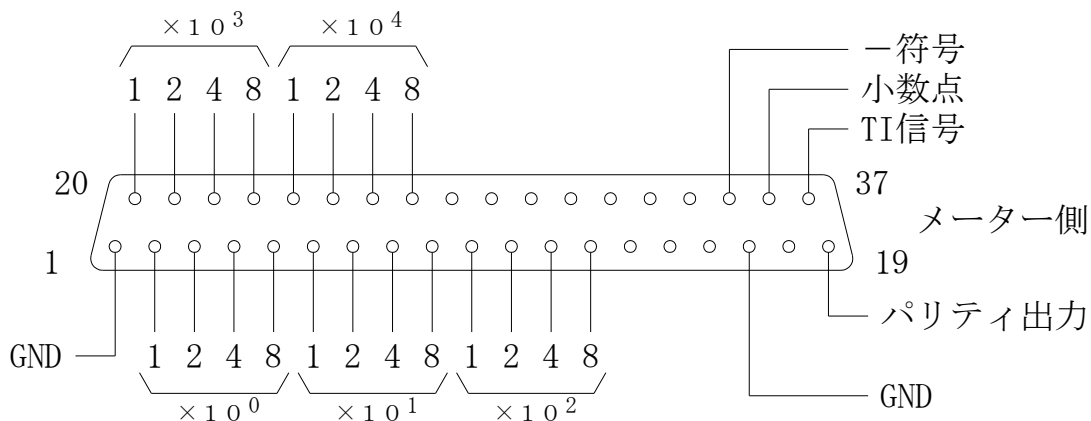 ×10³ ×10⁴
1 2 4 8 1 2 4 8
－符号
小数点
TI信号
20
37
メーター側
1
19
パリティ出力
GND
1 2 4 8 1 2 4 8 1 2 4 8
×10⁰ ×10¹ ×10²
GND